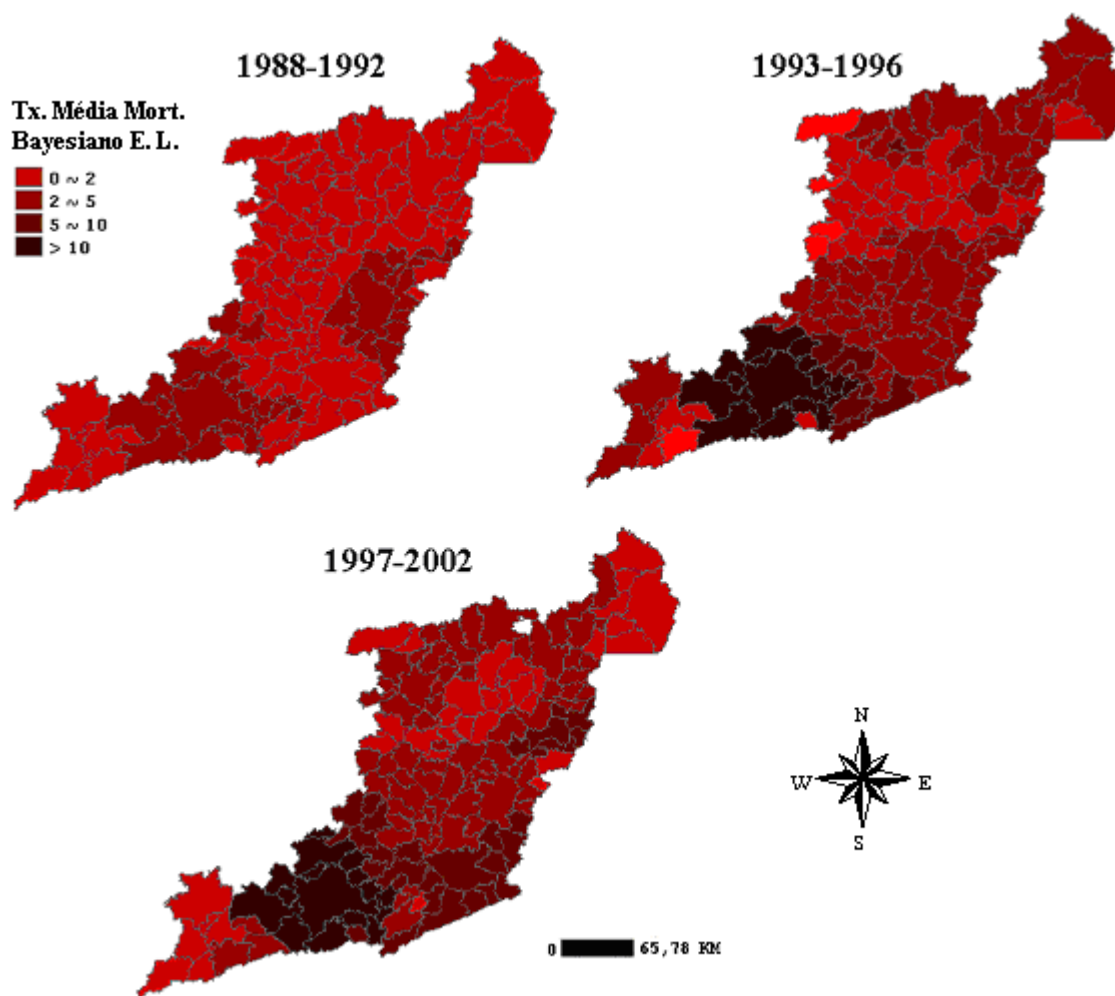 1988-1992
1993-1996
Tx. Média Mort.
Bayesiano E. L.
0 ~ 2
2 ~ 5
5 ~ 10
> 10
1997-2002
N
W
E
S
0
65,78 KM